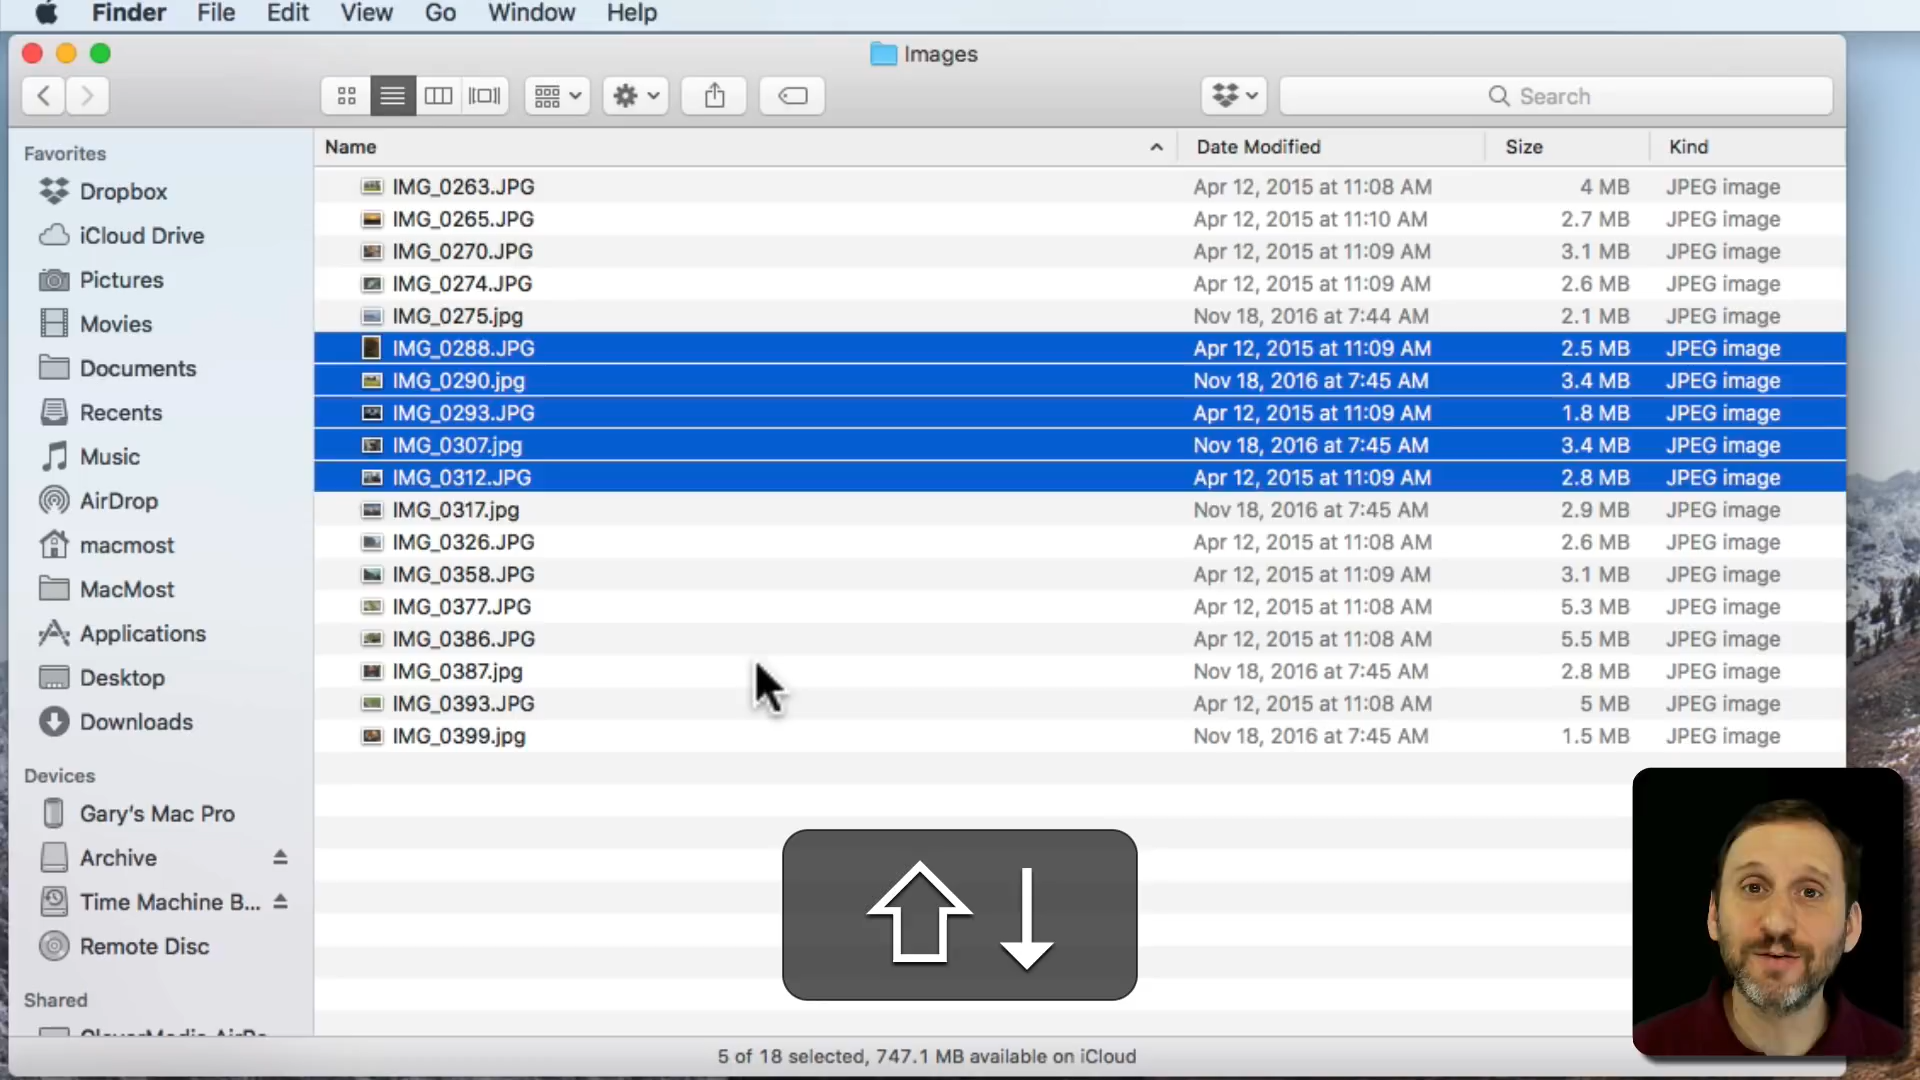 Finder File Edit View Go Window Help
Images
Search
Name Date Modified Size Kind
Favorites
Dropbox
iCloud Drive
Pictures
Movies
Documents
Recents
Music
AirDrop
macmost
MacMost
Applications
Desktop
Downloads
Devices
Gary's Mac Pro
Archive
Time Machine B...
Remote Disc
Shared
IMG_0263.JPG Apr 12, 2015 at 11:08 AM 4 MB JPEG image
IMG_0265.JPG Apr 12, 2015 at 11:10 AM 2.7 MB JPEG image
IMG_0270.JPG Apr 12, 2015 at 11:09 AM 3.1 MB JPEG image
IMG_0274.JPG Apr 12, 2015 at 11:09 AM 2.6 MB JPEG image
IMG_0275.jpg Nov 18, 2016 at 7:44 AM 2.1 MB JPEG image
IMG_0288.JPG Apr 12, 2015 at 11:09 AM 2.5 MB JPEG image
IMG_0290.jpg Nov 18, 2016 at 7:45 AM 3.4 MB JPEG image
IMG_0293.JPG Apr 12, 2015 at 11:09 AM 1.8 MB JPEG image
IMG_0307.jpg Nov 18, 2016 at 7:45 AM 3.4 MB JPEG image
IMG_0312.JPG Apr 12, 2015 at 11:09 AM 2.8 MB JPEG image
IMG_0317.jpg Nov 18, 2016 at 7:45 AM 2.9 MB JPEG image
IMG_0326.JPG Apr 12, 2015 at 11:08 AM 2.6 MB JPEG image
IMG_0358.JPG Apr 12, 2015 at 11:09 AM 3.1 MB JPEG image
IMG_0377.JPG Apr 12, 2015 at 11:08 AM 5.3 MB JPEG image
IMG_0386.JPG Apr 12, 2015 at 11:08 AM 5.5 MB JPEG image
IMG_0387.jpg Nov 18, 2016 at 7:45 AM 2.8 MB JPEG image
IMG_0393.JPG Apr 12, 2015 at 11:08 AM 5 MB JPEG image
IMG_0399.jpg Nov 18, 2016 at 7:45 AM 1.5 MB JPEG image
5 of 18 selected, 747.1 MB available on iCloud